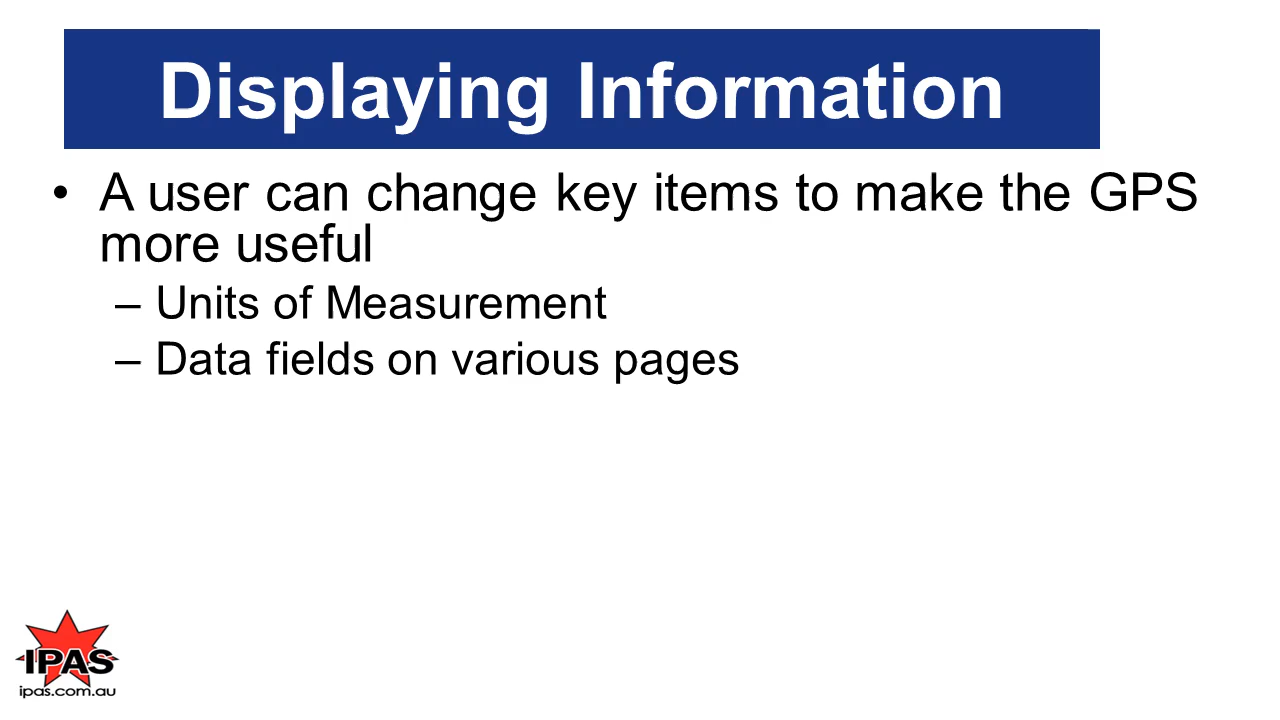 Displaying Information
• A user can change key items to make the GPS
more useful
– Units of Measurement
– Data fields on various pages
IPAS
ipas.com.au